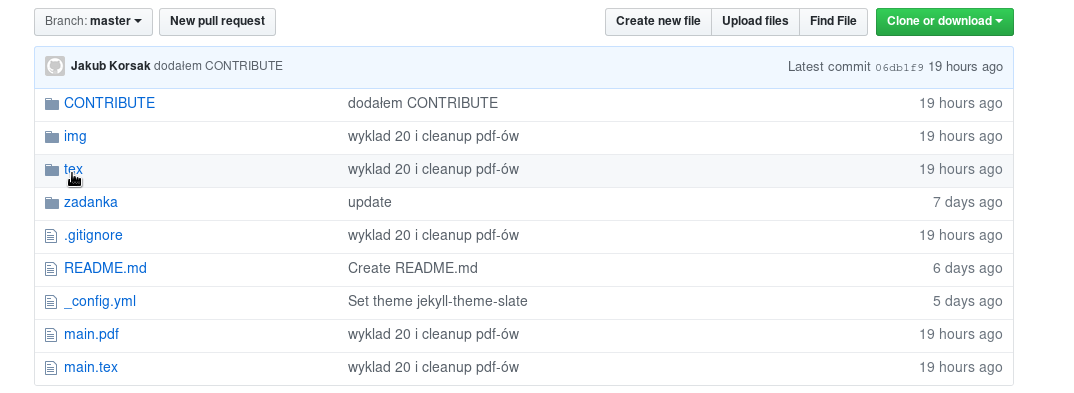 Branch: master New pull request Create new file Upload files Find File Clone or download
Jakub Korsak dodałem CONTRIBUTE Latest commit 06db1f9 19 hours ago
CONTRIBUTE dodałem CONTRIBUTE 19 hours ago
img wyklad 20 i cleanup pdf-ów 19 hours ago
tex wyklad 20 i cleanup pdf-ów 19 hours ago
zadanka update 7 days ago
.gitignore wyklad 20 i cleanup pdf-ów 19 hours ago
README.md Create README.md 6 days ago
_config.yml Set theme jekyll-theme-slate 5 days ago
main.pdf wyklad 20 i cleanup pdf-ów 19 hours ago
main.tex wyklad 20 i cleanup pdf-ów 19 hours ago